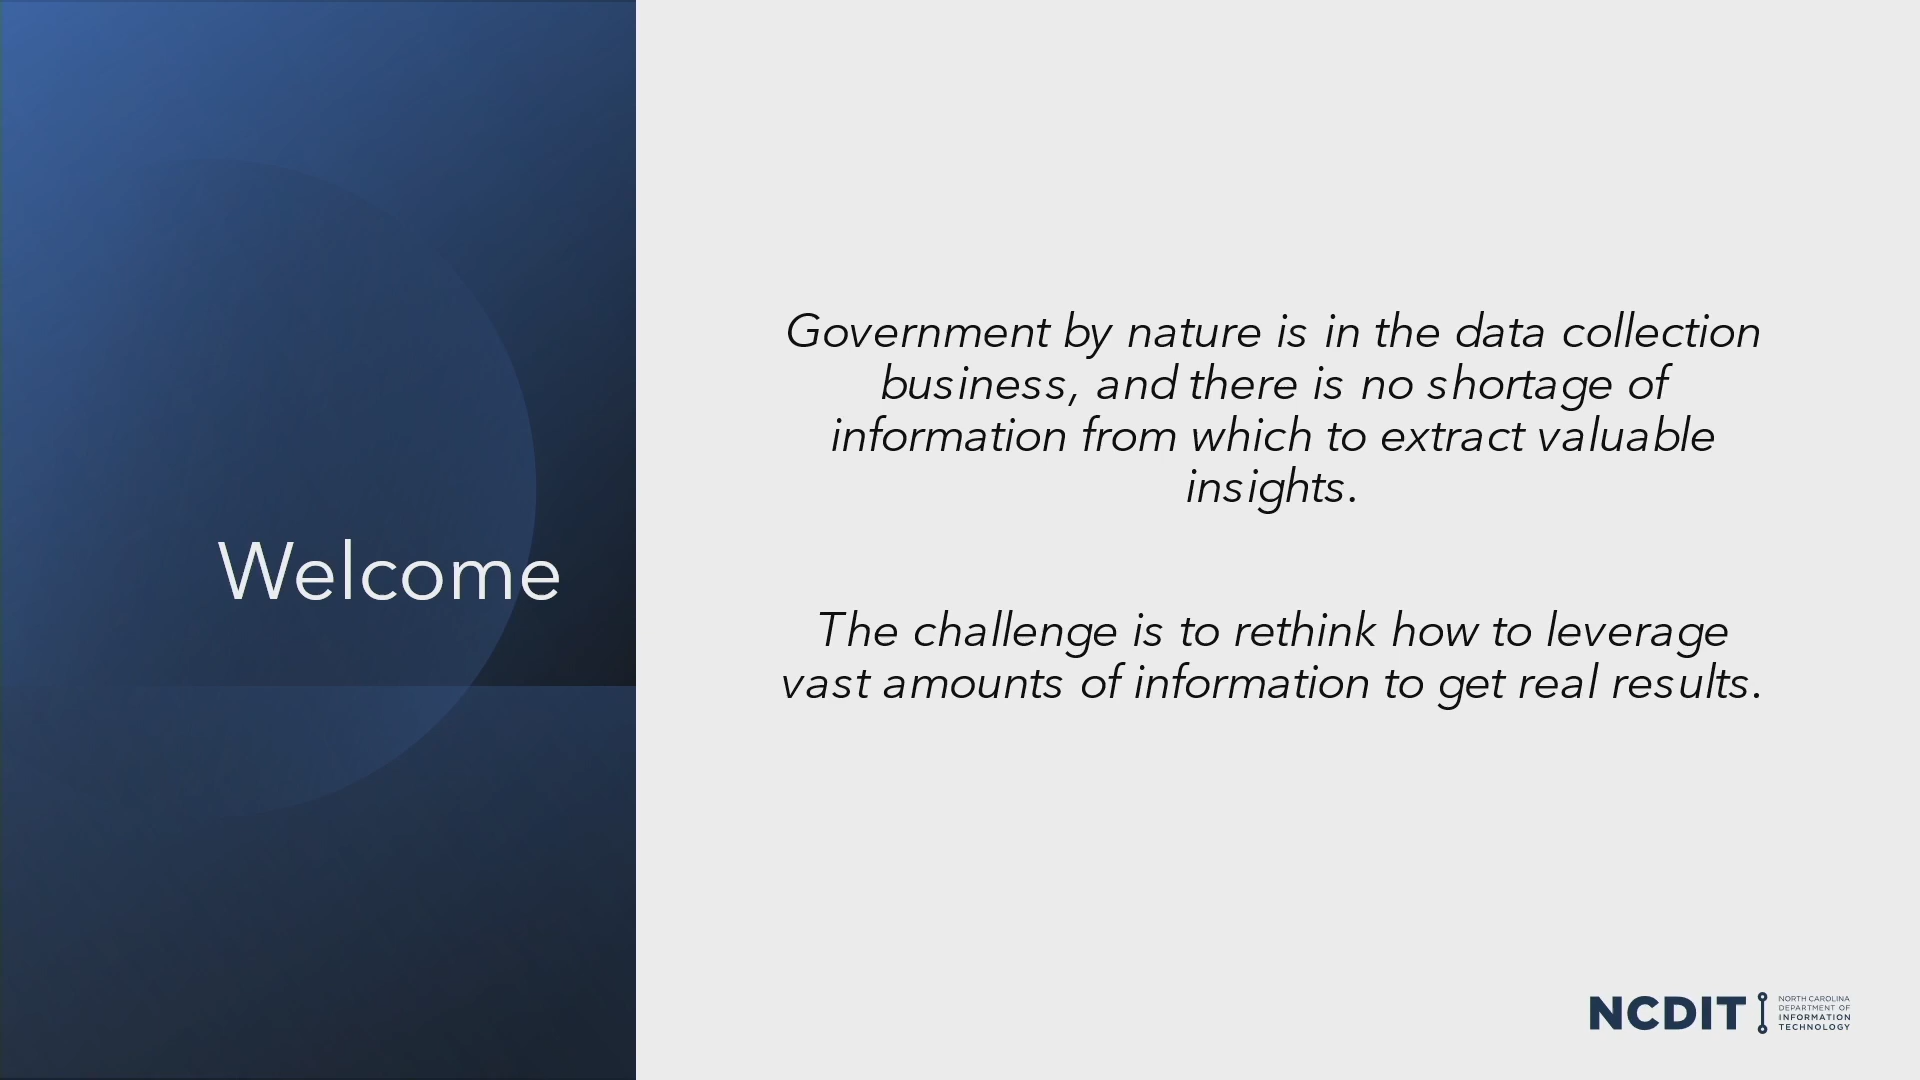 Welcome
Government by nature is in the data collection
business, and there is no shortage of
information from which to extract valuable
insights.
The challenge is to rethink how to leverage
vast amounts of information to get real results.
NCDIT
NORTH CAROLINA
DEPARTMENT OF
INFORMATION
TECHNOLOGY